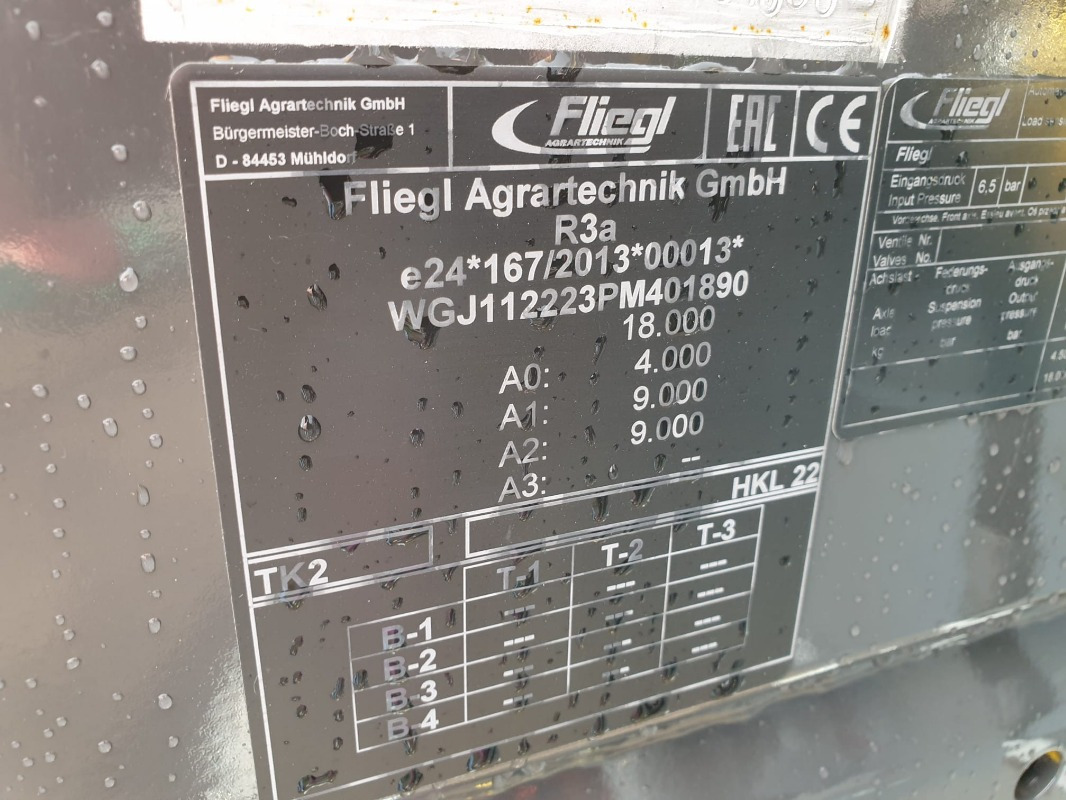 Fliegl Agrartechnik GmbH
Bürgermeister-Boch-Straße 1
D - 84453 Mühldorf
Fliegl
AGRARTECHNIK
EAC
CE
Fliegl Agrartechnik GmbH
R3a
e24*167/2013*00013*
WGJ112223PM401890
18.000
A0: 4.000
A1: 9.000
A2: 9.000
A3: --
HKL 22
TK2
T-1 T-2 T-3
B-1 --- --- ---
B-2 --- --- ---
B-3 --- --- ---
B-4 --- --- ---
Fliegl
AGRARTECHNIK
Fliegl
Eingangsdruck
Input Pressure 6,5 bar
Ventile Nr.
Valves No.
Achslast- Federungs- Ausgangs-
druck druck
Axle Suspension Output
load pressure pressure
kg bar bar